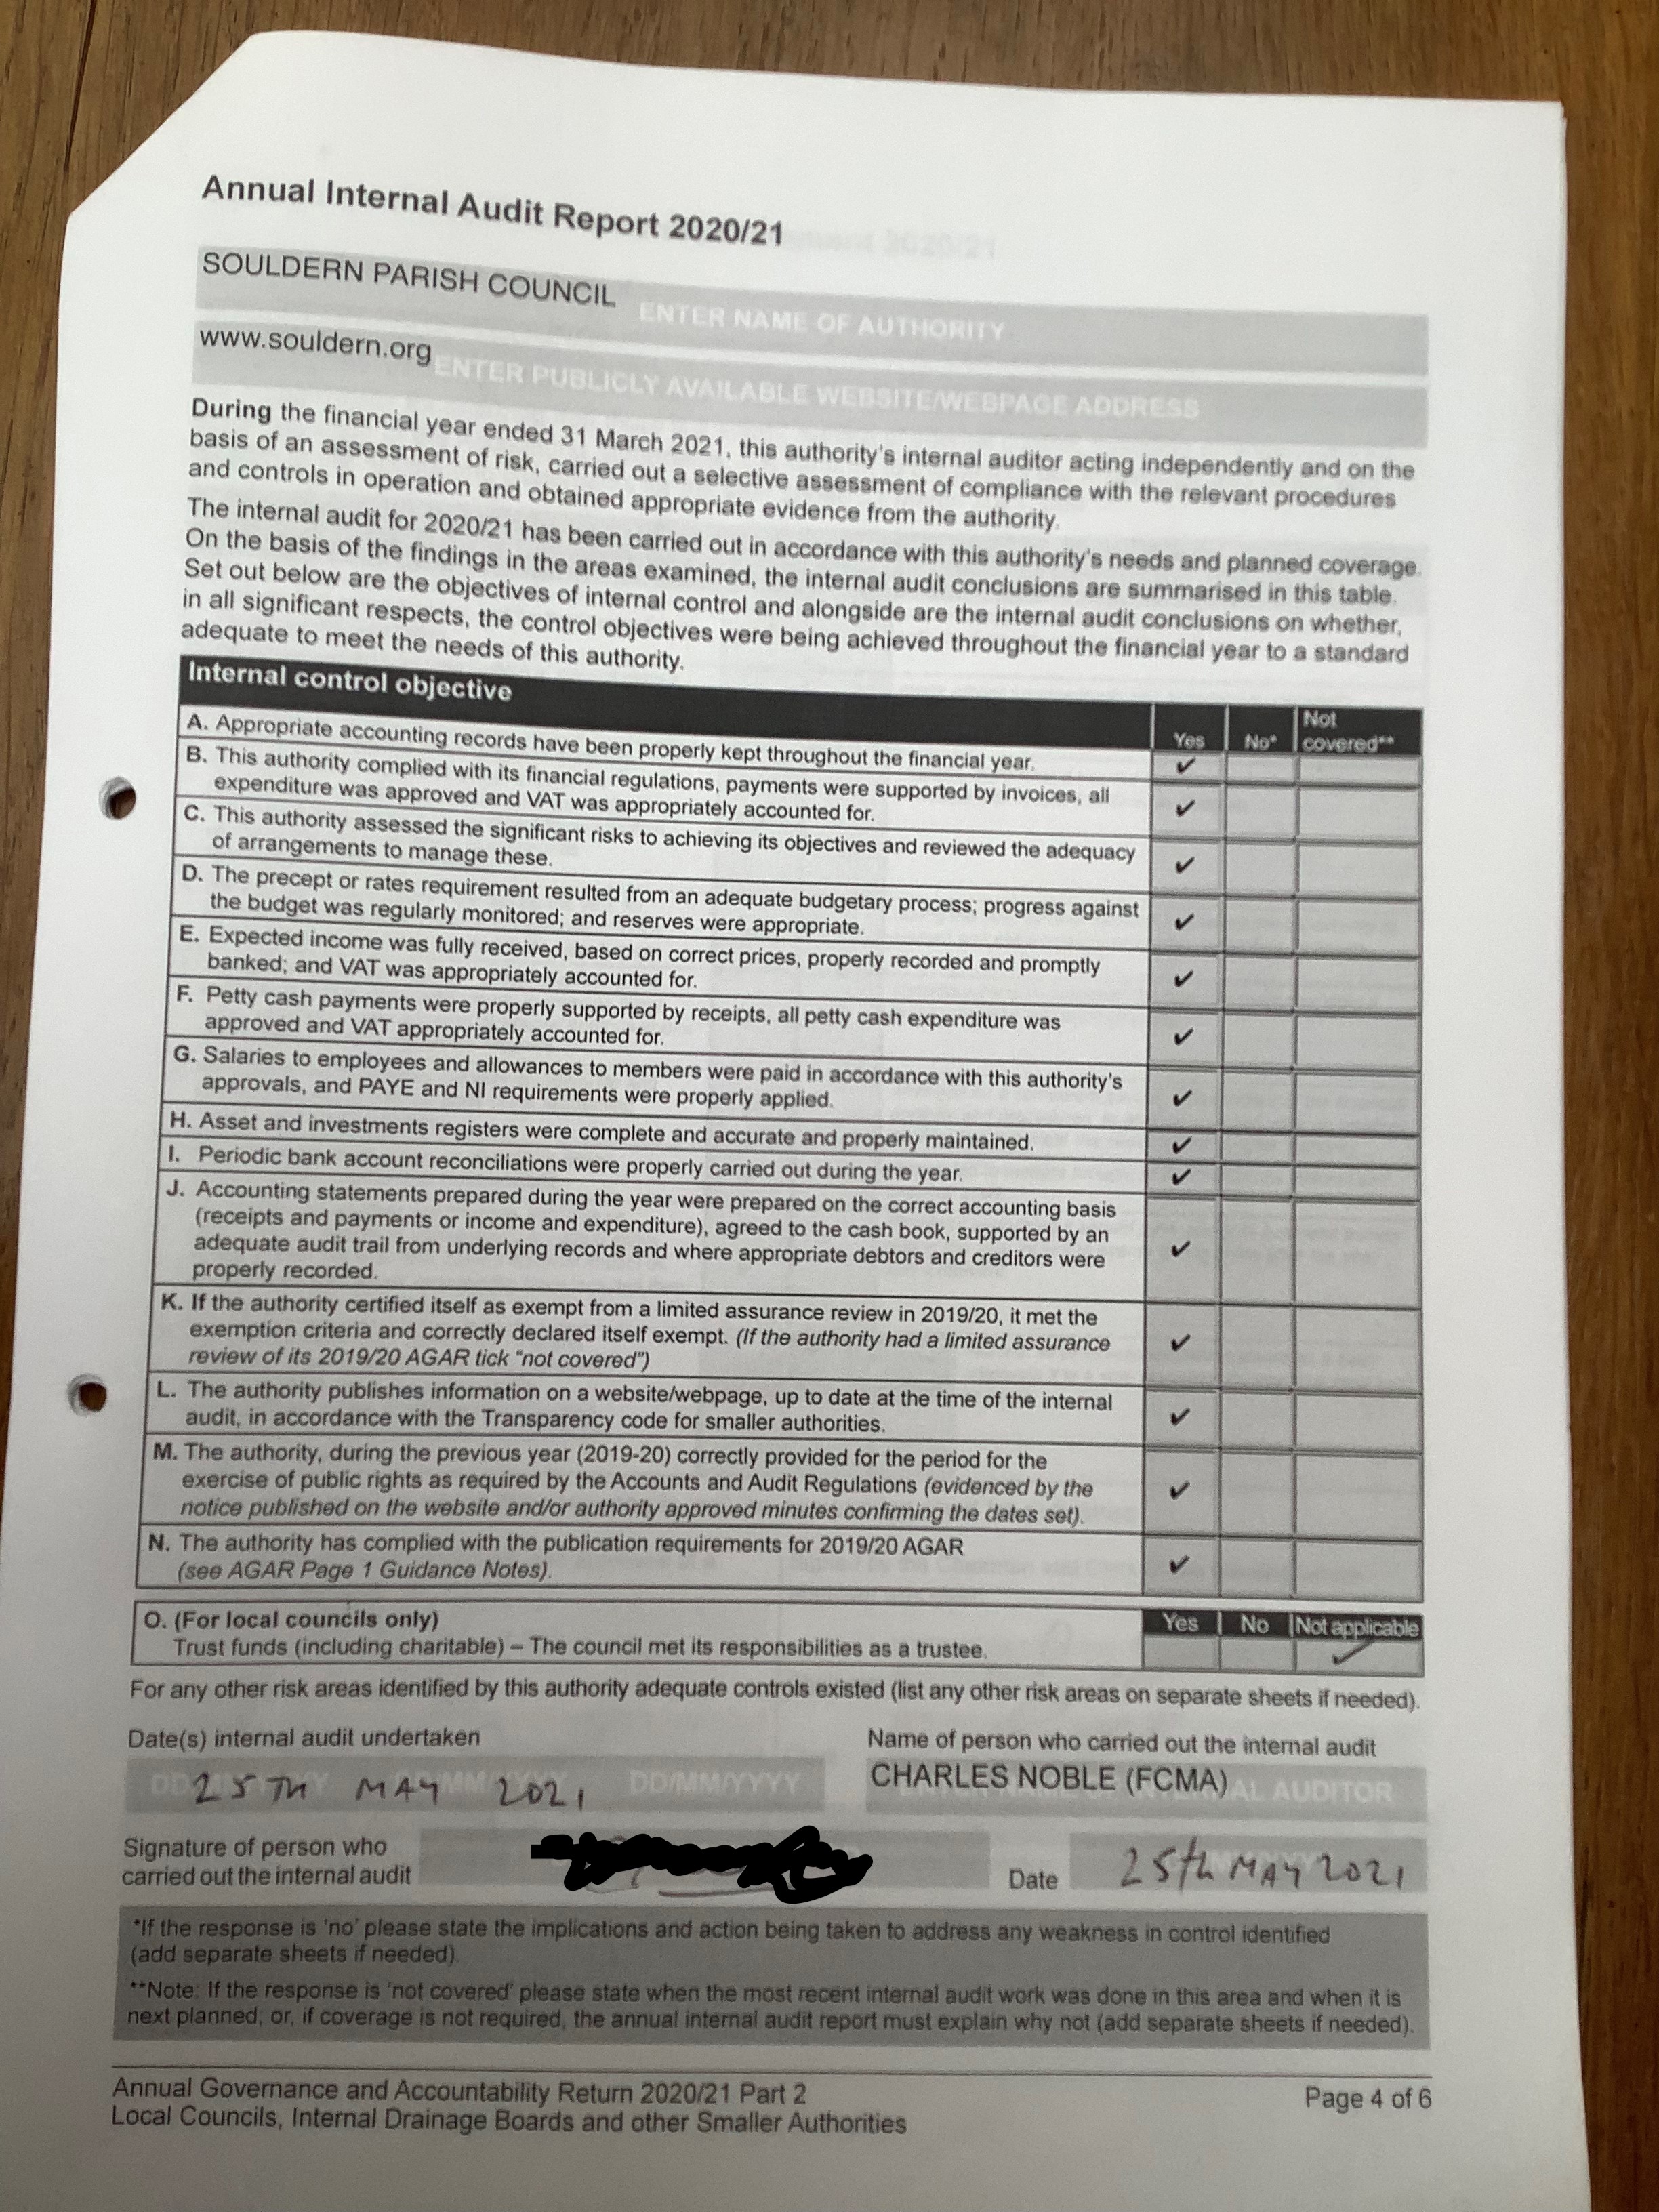 Annual Internal Audit Report 2020/21
SOULDERN PARISH COUNCIL ENTER NAME OF AUTHORITY
www.souldern.org ENTER PUBLICLY AVAILABLE WEBSITE/WEBPAGE ADDRESS
During the financial year ended 31 March 2021, this authority's internal auditor acting independently and on the
basis of an assessment of risk, carried out a selective assessment of compliance with the relevant procedures
and controls in operation and obtained appropriate evidence from the authority.
The internal audit for 2020/21 has been carried out in accordance with this authority's needs and planned coverage.
On the basis of the findings in the areas examined, the internal audit conclusions are summarised in this table.
Set out below are the objectives of internal control and alongside are the internal audit conclusions on whether,
in all significant respects, the control objectives were being achieved throughout the financial year to a standard
adequate to meet the needs of this authority.
Internal control objective
Yes No* Not covered**
A. Appropriate accounting records have been properly kept throughout the financial year. ✔
B. This authority complied with its financial regulations, payments were supported by invoices, all
expenditure was approved and VAT was appropriately accounted for. ✔
C. This authority assessed the significant risks to achieving its objectives and reviewed the adequacy
of arrangements to manage these. ✔
D. The precept or rates requirement resulted from an adequate budgetary process; progress against
the budget was regularly monitored; and reserves were appropriate. ✔
E. Expected income was fully received, based on correct prices, properly recorded and promptly
banked; and VAT was appropriately accounted for. ✔
F. Petty cash payments were properly supported by receipts, all petty cash expenditure was
approved and VAT appropriately accounted for. ✔
G. Salaries to employees and allowances to members were paid in accordance with this authority's
approvals, and PAYE and NI requirements were properly applied. ✔
H. Asset and investments registers were complete and accurate and properly maintained. ✔
I. Periodic bank account reconciliations were properly carried out during the year. ✔
J. Accounting statements prepared during the year were prepared on the correct accounting basis
(receipts and payments or income and expenditure), agreed to the cash book, supported by an
adequate audit trail from underlying records and where appropriate debtors and creditors were
properly recorded. ✔
K. If the authority certified itself as exempt from a limited assurance review in 2019/20, it met the
exemption criteria and correctly declared itself exempt. (If the authority had a limited assurance
review of its 2019/20 AGAR tick "not covered") ✔
L. The authority publishes information on a website/webpage, up to date at the time of the internal
audit, in accordance with the Transparency code for smaller authorities. ✔
M. The authority, during the previous year (2019-20) correctly provided for the period for the
exercise of public rights as required by the Accounts and Audit Regulations (evidenced by the
notice published on the website and/or authority approved minutes confirming the dates set). ✔
N. The authority has complied with the publication requirements for 2019/20 AGAR
(see AGAR Page 1 Guidance Notes). ✔
O. (For local councils only) Yes No Not applicable
Trust funds (including charitable) – The council met its responsibilities as a trustee. ✓
For any other risk areas identified by this authority adequate controls existed (list any other risk areas on separate sheets if needed).
Date(s) internal audit undertaken
25TH MAY 2021 DD/MM/YYYY
Name of person who carried out the internal audit
CHARLES NOBLE (FCMA) AL AUDITOR
Signature of person who
carried out the internal audit
Date 25th MAY 2021
*If the response is 'no' please state the implications and action being taken to address any weakness in control identified
(add separate sheets if needed).
**Note: If the response is 'not covered' please state when the most recent internal audit work was done in this area and when it is
next planned; or, if coverage is not required, the annual internal audit report must explain why not (add separate sheets if needed).
Annual Governance and Accountability Return 2020/21 Part 2
Local Councils, Internal Drainage Boards and other Smaller Authorities
Page 4 of 6